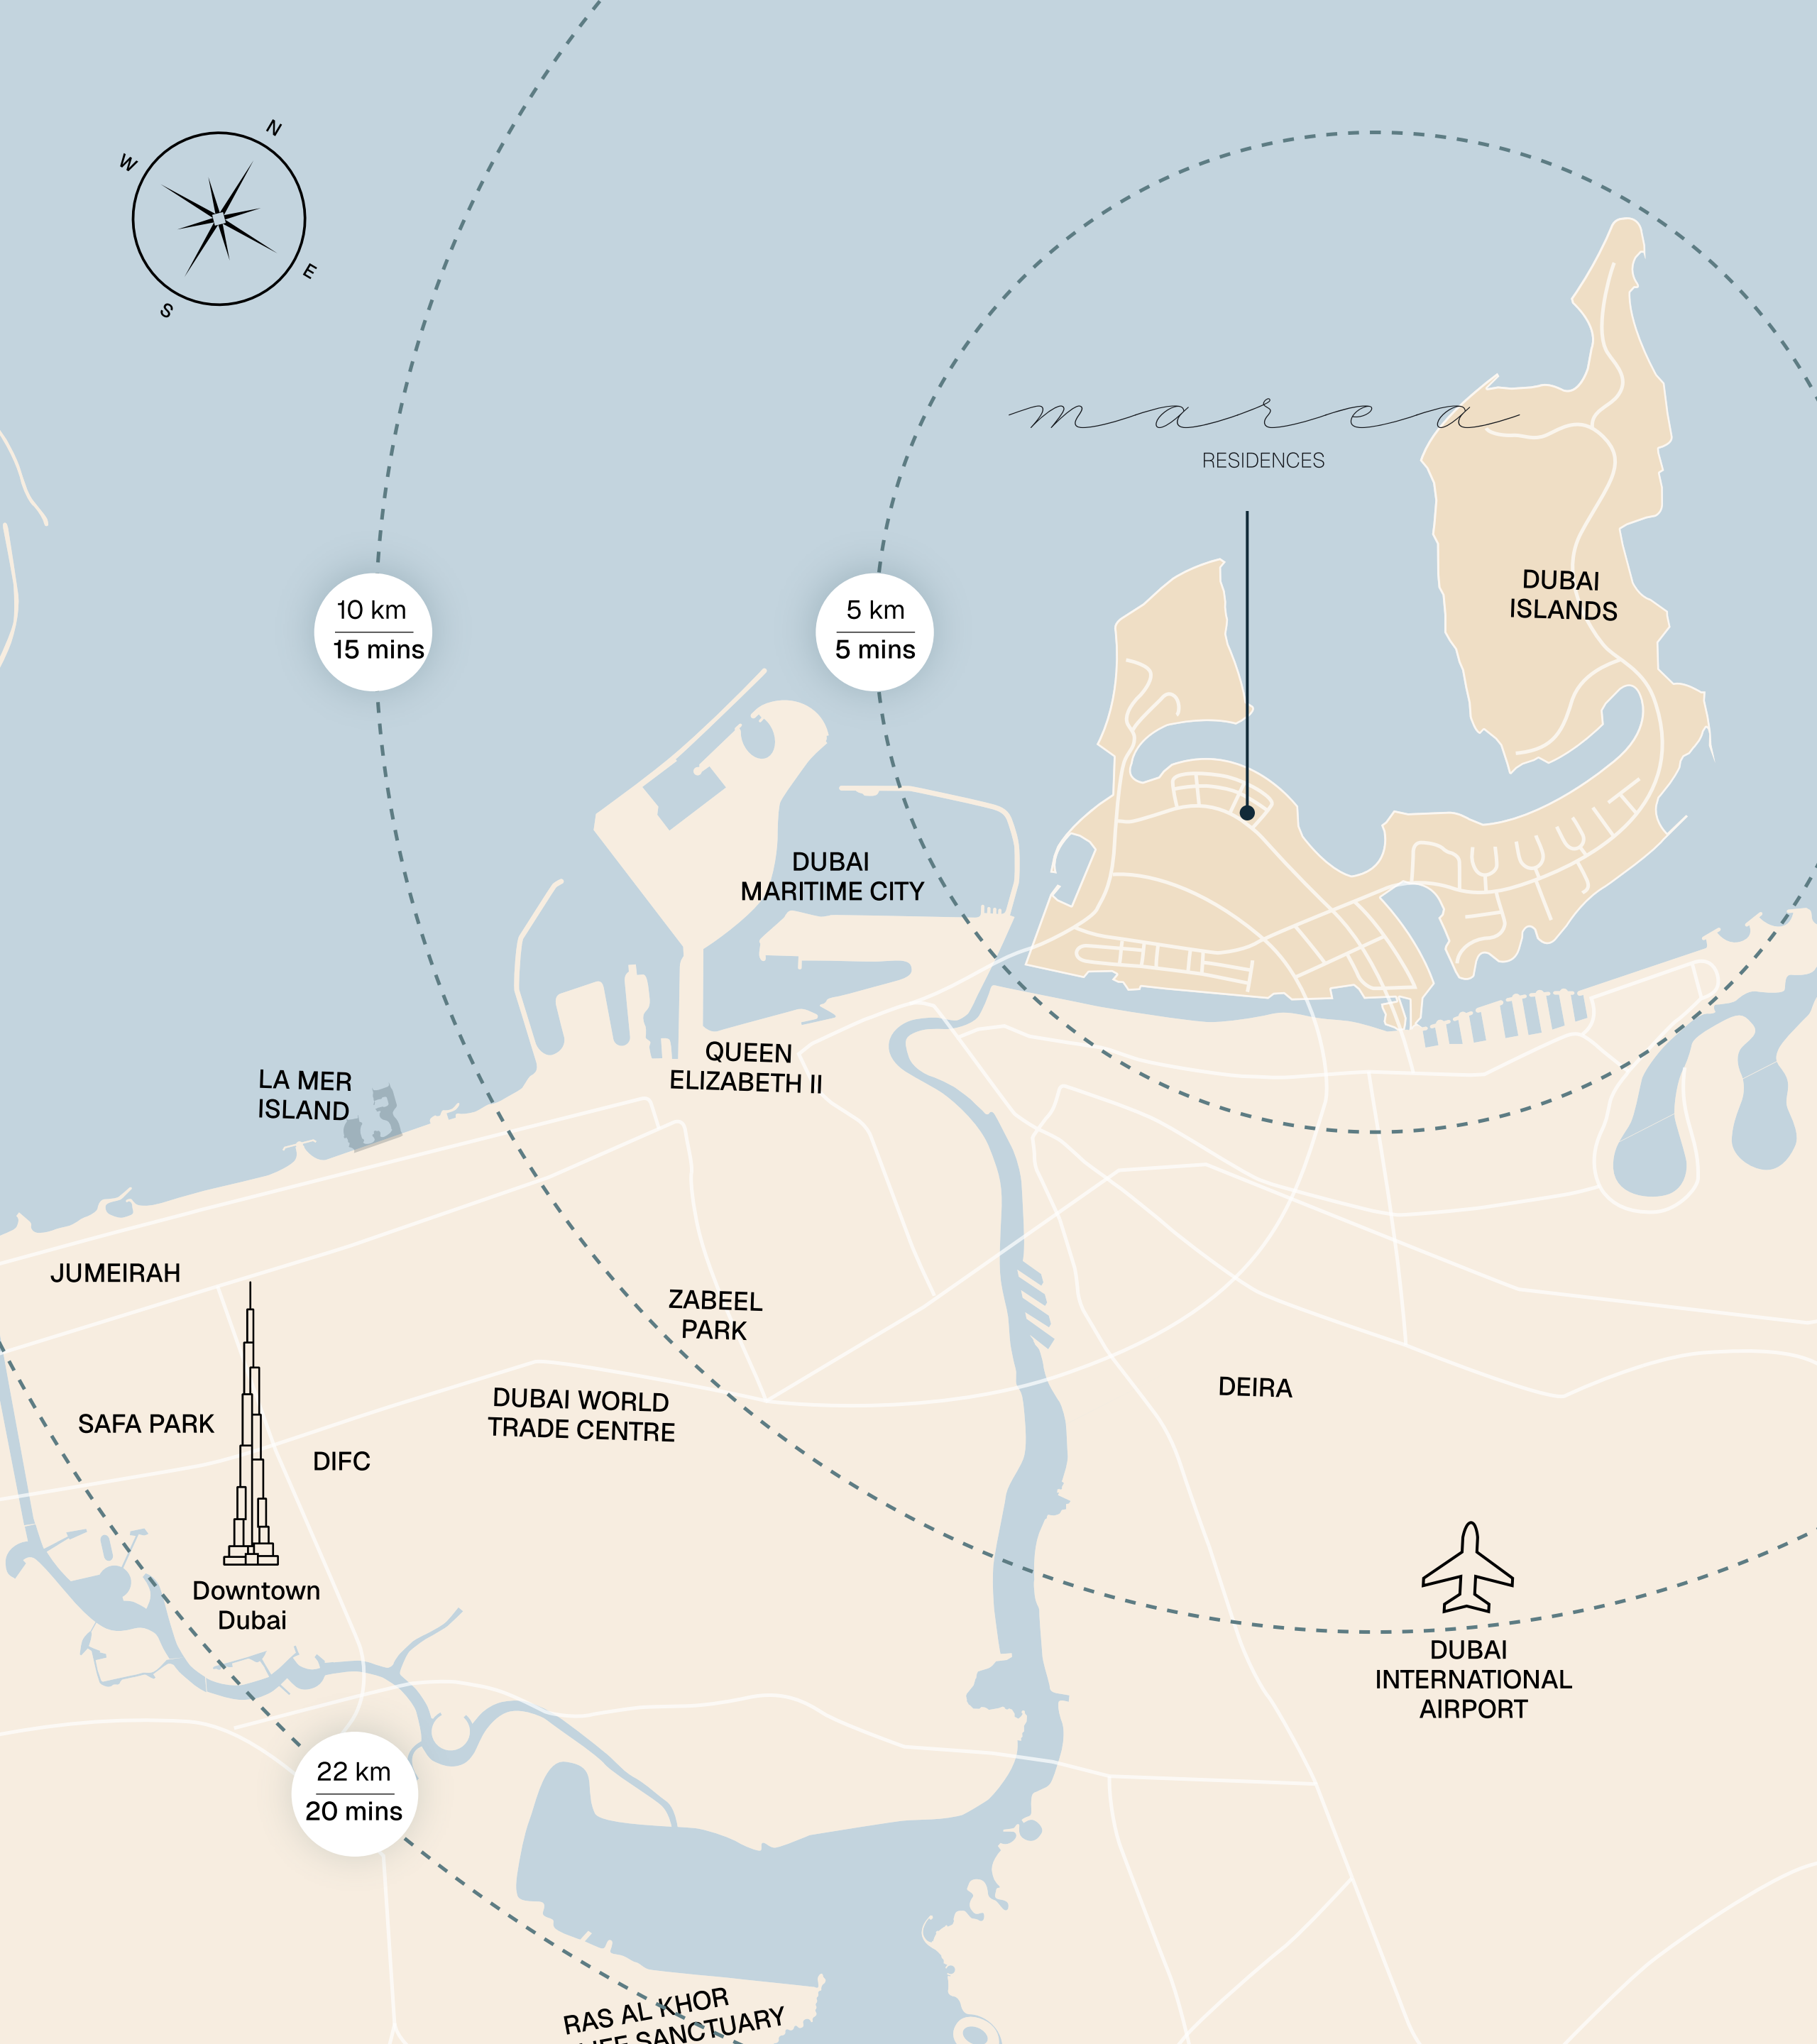 N
W
E
S
marea
RESIDENCES
DUBAI
ISLANDS
10 km
15 mins
5 km
5 mins
DUBAI
MARITIME CITY
QUEEN
ELIZABETH II
LA MER
ISLAND
JUMEIRAH
ZABEEL
PARK
DUBAI WORLD
TRADE CENTRE
DEIRA
SAFA PARK
DIFC
Downtown
Dubai
DUBAI
INTERNATIONAL
AIRPORT
22 km
20 mins
RAS AL KHOR
SANCTUARY